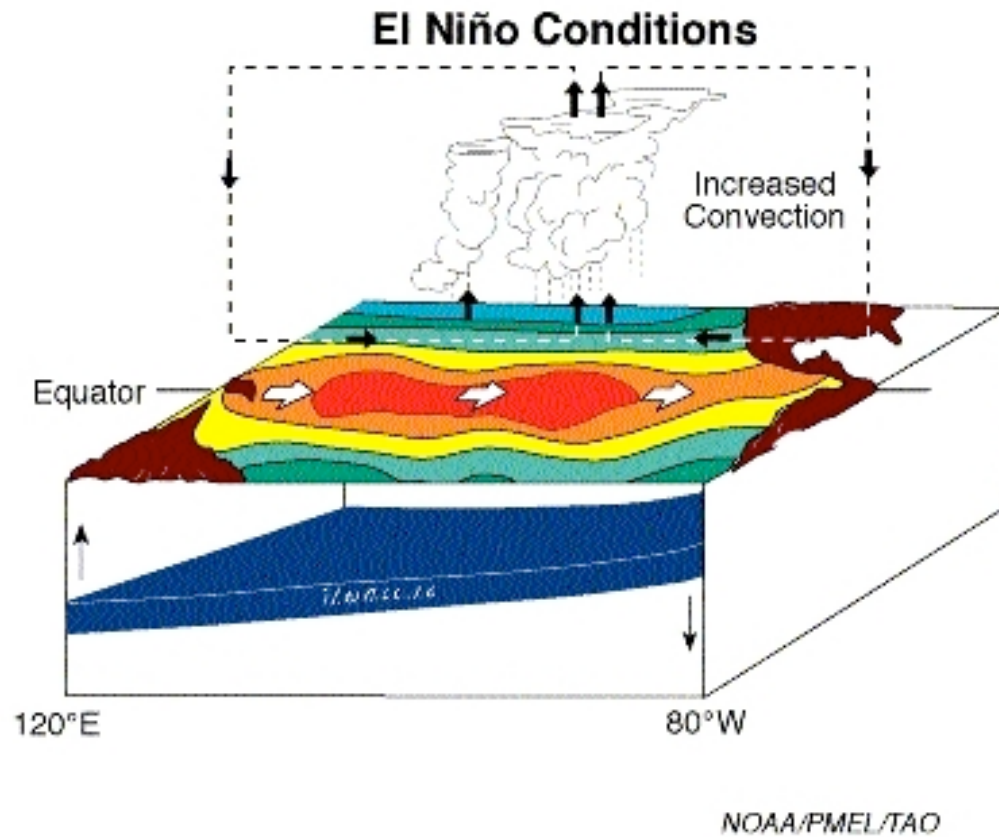 El Niño Conditions
Increased
Convection
Equator
120°E
80°W
NOAA/PMEL/TAO